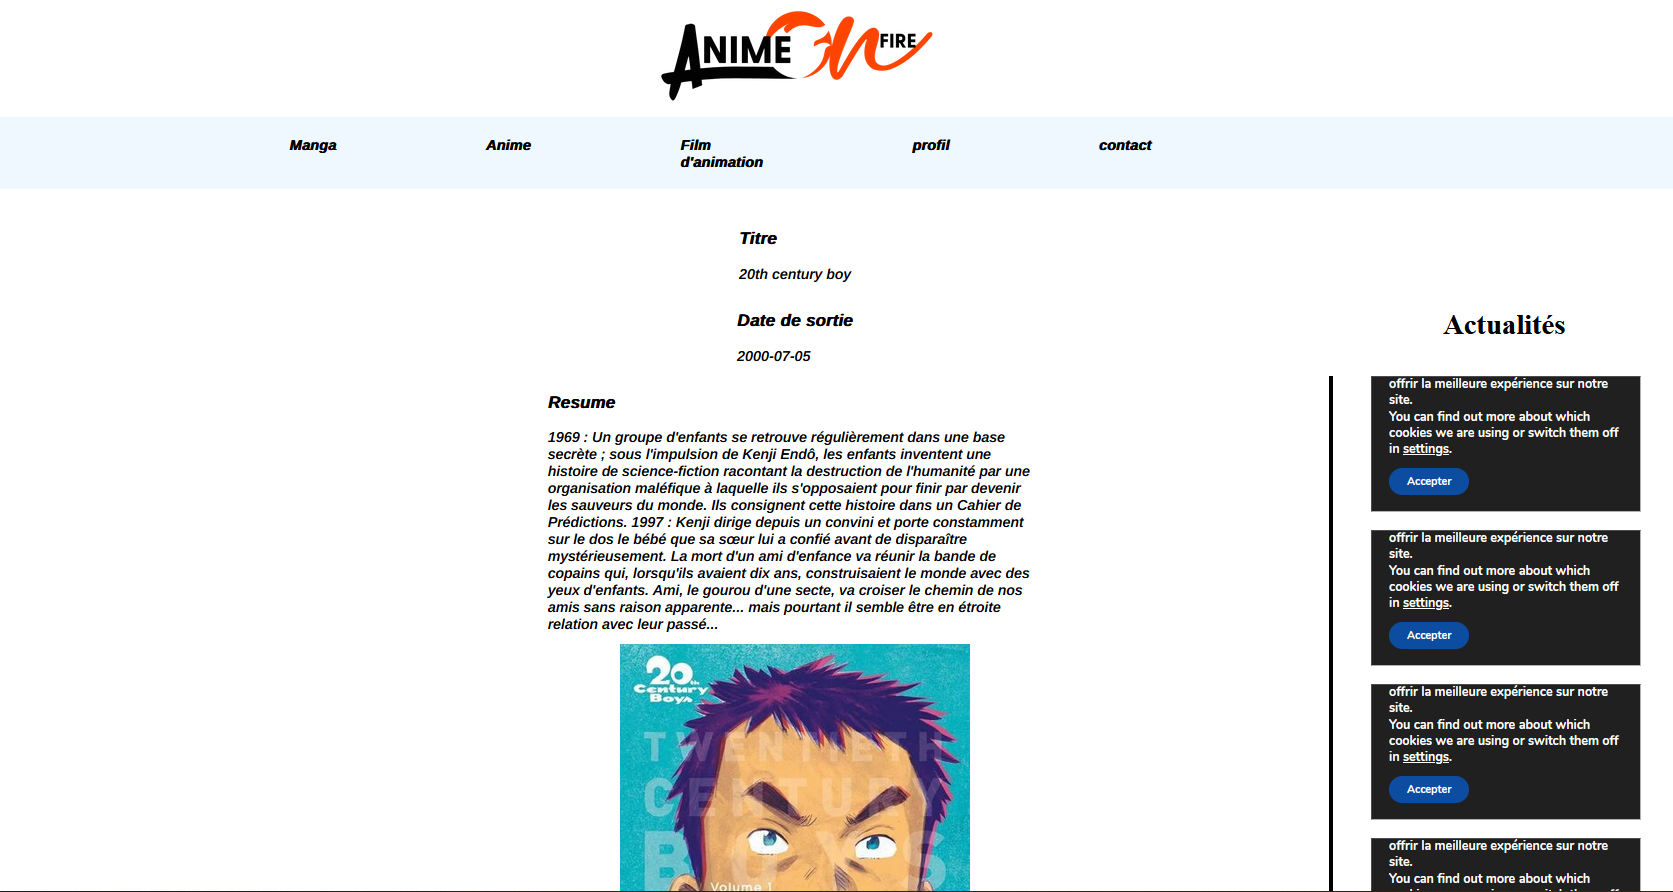 ANIME On FIRE
Manga
Anime
Film
d'animation
profil
contact
Titre
20th century boy
Date de sortie
2000-07-05
Resume
1969 : Un groupe d'enfants se retrouve régulièrement dans une base
secrète ; sous l'impulsion de Kenji Endô, les enfants inventent une
histoire de science-fiction racontant la destruction de l'humanité par une
organisation maléfique à laquelle ils s'opposaient pour finir par devenir
les sauveurs du monde. Ils consignent cette histoire dans un Cahier de
Prédictions. 1997 : Kenji dirige depuis un convini et porte constamment
sur le dos le bébé que sa sœur lui a confié avant de disparaître
mystérieusement. La mort d'un ami d'enfance va réunir la bande de
copains qui, lorsqu'ils avaient dix ans, construisaient le monde avec des
yeux d'enfants. Ami, le gourou d'une secte, va croiser le chemin de nos
amis sans raison apparente... mais pourtant il semble être en étroite
relation avec leur passé...
20th
Century
Boys
TWENTIETH
CENTURY
BOYS
Volume 1
Actualités
offrir la meilleure expérience sur notre
site.
You can find out more about which
cookies we are using or switch them off
in settings.
Accepter
offrir la meilleure expérience sur notre
site.
You can find out more about which
cookies we are using or switch them off
in settings.
Accepter
offrir la meilleure expérience sur notre
site.
You can find out more about which
cookies we are using or switch them off
in settings.
Accepter
offrir la meilleure expérience sur notre
site.
You can find out more about which